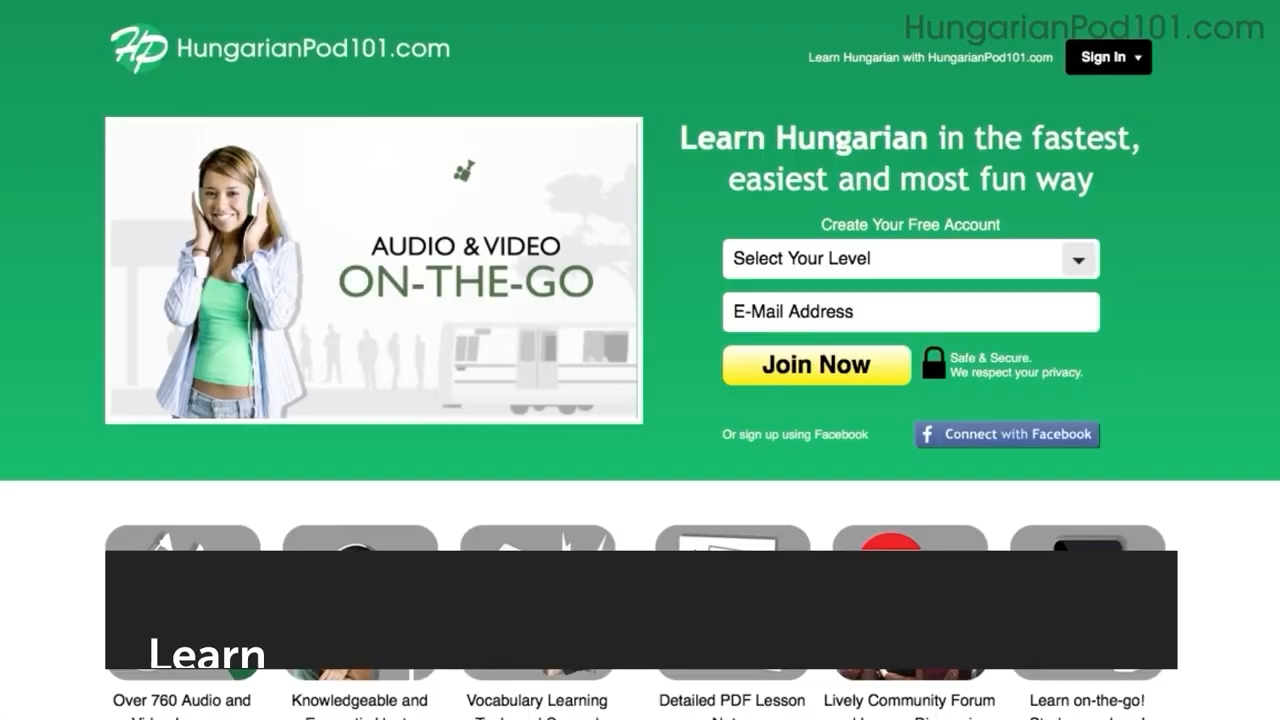 HungarianPod101.com
HungarianPod101.com
Learn Hungarian with HungarianPod101.com
Sign In
Learn Hungarian in the fastest,
easiest and most fun way
AUDIO & VIDEO
ON-THE-GO
Create Your Free Account
Select Your Level
E-Mail Address
Join Now
Safe & Secure.
We respect your privacy.
Or sign up using Facebook
Connect with Facebook
Learn
Over 760 Audio and
Knowledgeable and
Vocabulary Learning
Detailed PDF Lesson
Lively Community Forum
Learn on-the-go!